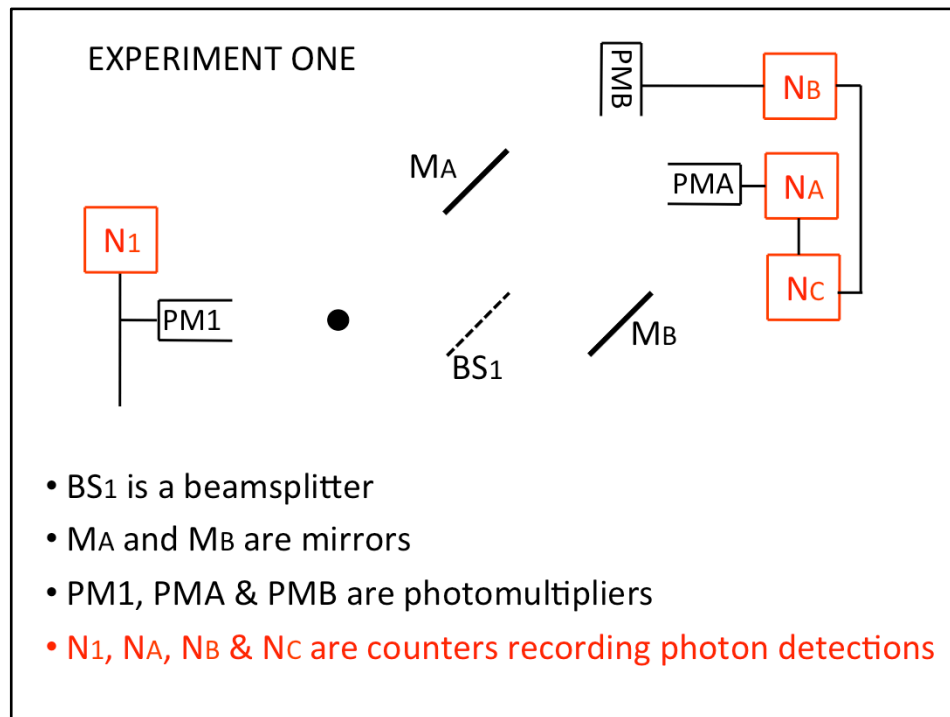 EXPERIMENT ONE
PMB
NB
MA
PMA
NA
N1
NC
PM1
MB
BS1
• BS1 is a beamsplitter
• MA and MB are mirrors
• PM1, PMA & PMB are photomultipliers
• N1, NA, NB & NC are counters recording photon detections